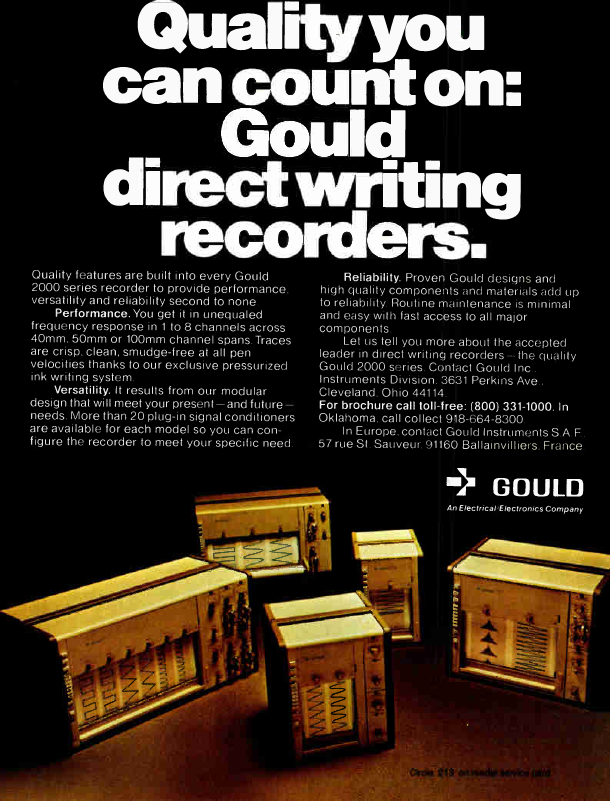 Quality you
can count on:
Gould
direct writing
recorders.
Quality features are built into every Gould
2000 series recorder to provide performance,
versatility and reliability second to none.
Performance. You get it in unequaled
frequency response in 1 to 8 channels across
40mm, 50mm or 100mm channel spans. Traces
are crisp, clean, smudge-free at all pen
velocities thanks to our exclusive pressurized
ink writing system.
Versatility. It results from our modular
design that will meet your present — and future —
needs. More than 20 plug-in signal conditioners
are available for each model so you can con-
figure the recorder to meet your specific need.
Reliability. Proven Gould designs and
high quality components and materials add up
to reliability. Routine maintenance is minimal
and easy with fast access to all major
components.
Let us tell you more about the accepted
leader in direct writing recorders — the quality
Gould 2000 series. Contact Gould Inc.,
Instruments Division, 3631 Perkins Ave.,
Cleveland, Ohio 44114.
For brochure call toll-free: (800) 331-1000. In
Oklahoma, call collect 918-664-8300.
In Europe, contact Gould Instruments S.A.F.,
57 rue St. Sauveur, 91160 Ballainvilliers, France.
GOULD
An Electrical/Electronics Company
Circle 213 on reader service card